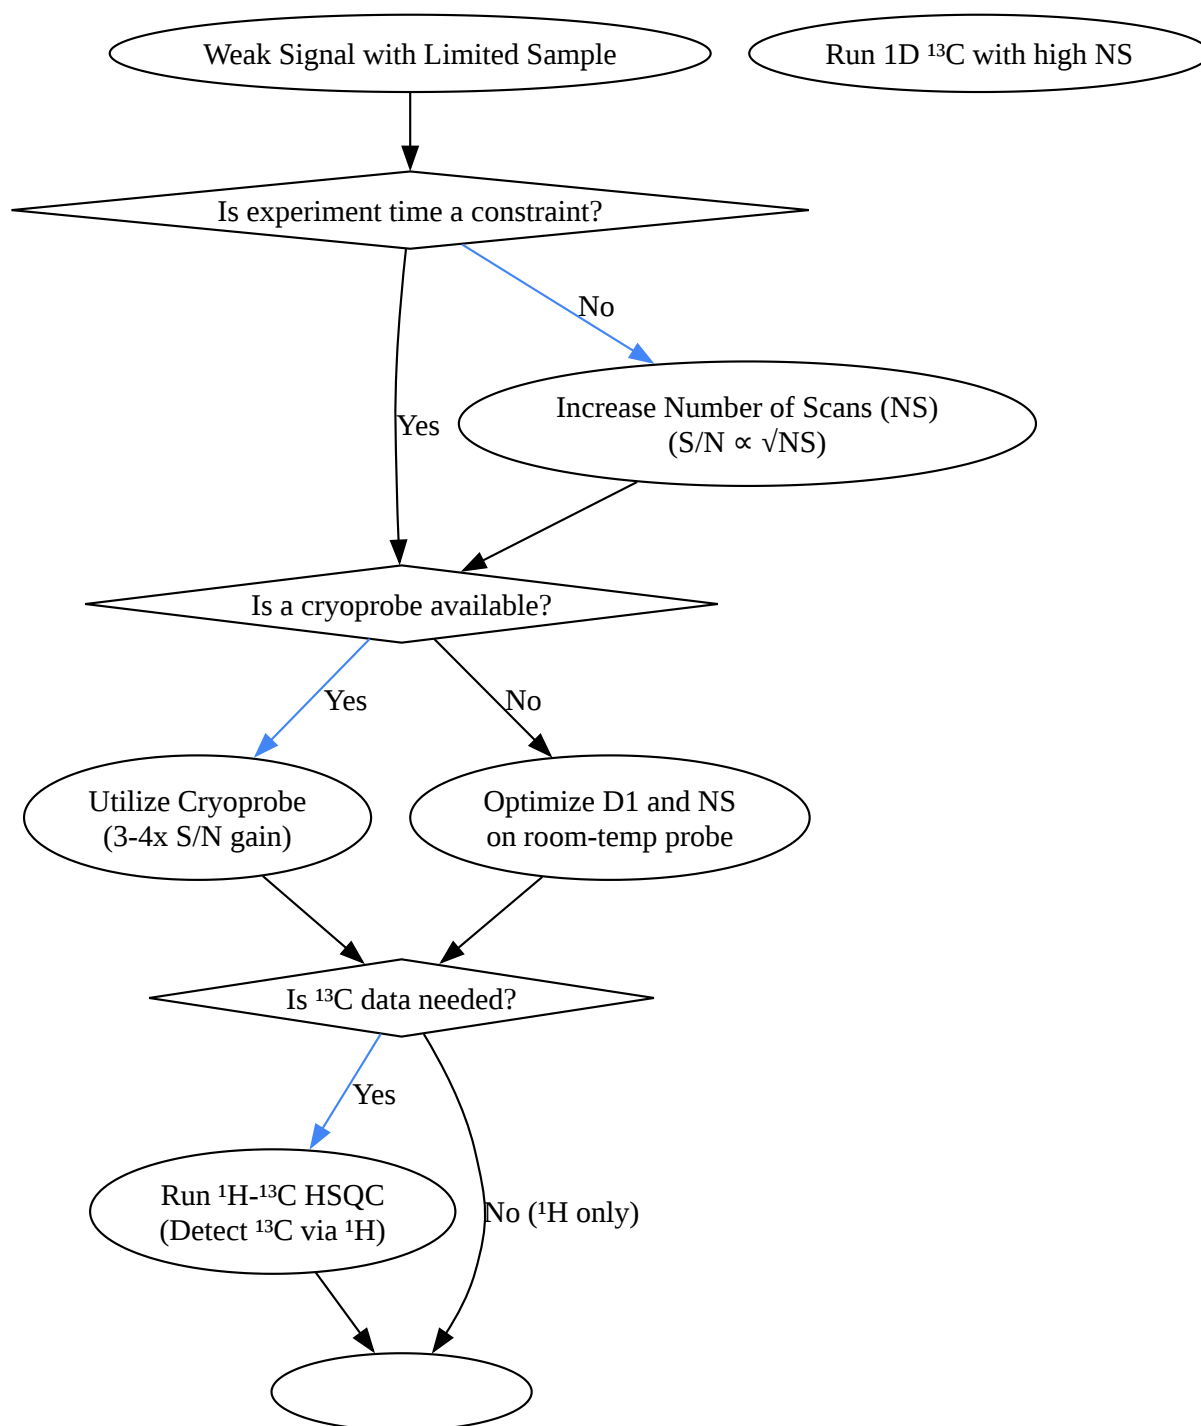 Weak Signal with Limited Sample
Run 1D ¹³C with high NS
Is experiment time a constraint?
No
Increase Number of Scans (NS)
(S/N ∝ √NS)
Yes
Is a cryoprobe available?
Yes
No
Utilize Cryoprobe
(3-4x S/N gain)
Optimize D1 and NS
on room-temp probe
Is ¹³C data needed?
Yes
Run ¹H-¹³C HSQC
(Detect ¹³C via ¹H)
No (¹H only)